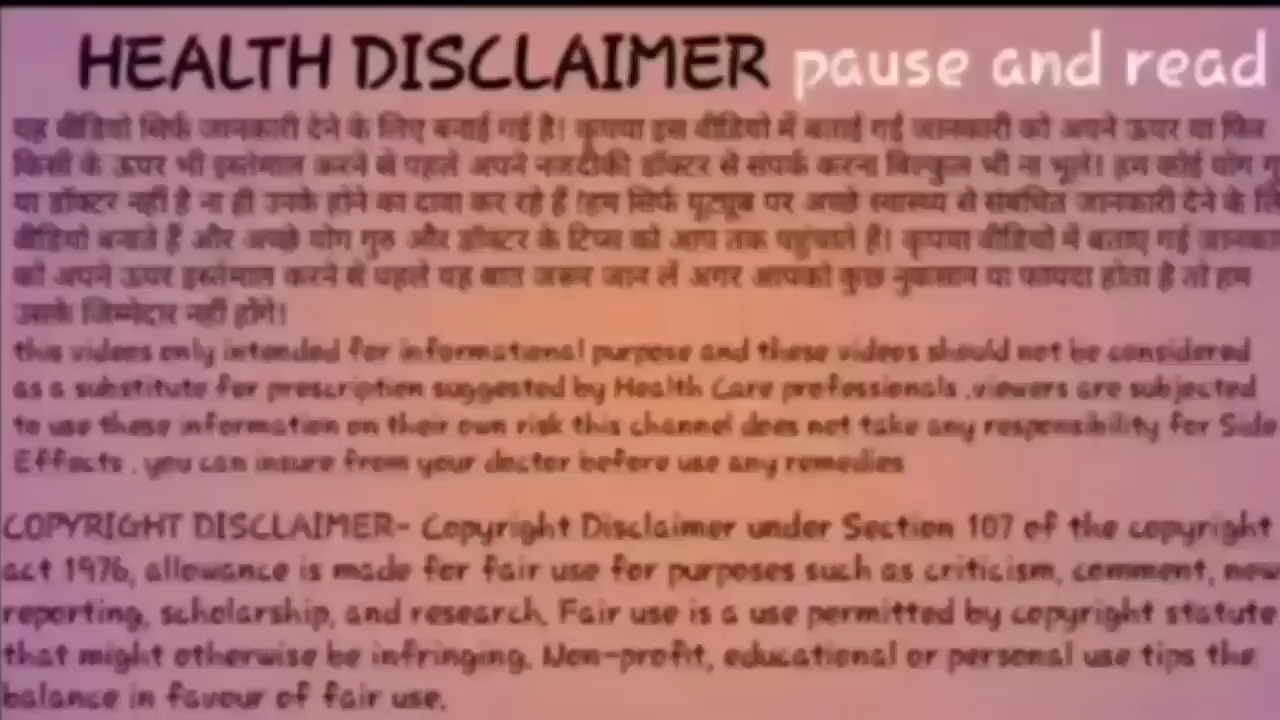 HEALTH DISCLAIMER pause and read
यह वीडियो सिर्फ जानकारी देने के लिए बनाई गई है। कृपया इस वीडियो में बताई गई जानकारी को अपने ऊपर या फिर
किसी के ऊपर भी इस्तेमाल करने से पहले अपने नजदीकी डॉक्टर से संपर्क करना बिल्कुल भी ना भूलें। हम कोई योग
या डॉक्टर नहीं है ना ही उनके होने का दावा कर रहे हैं !हम सिर्फ यूट्यूब पर अच्छे स्वास्थ्य से संबंधित जानकारी देने के
वीडियो बनाते हैं और अच्छे योग गुरु और डॉक्टर के टिप्स को आप तक पहुंचाते हैं। कृपया वीडियो में बताए गई
को अपने ऊपर इस्तेमाल करने से पहले यह बात जरूर जान लें अगर आपको कुछ नुकसान या फायदा होता है तो हम
उसके जिम्मेदार नहीं होंगे।
this videos only intended for informational purpose and these videos should not be considered
as a substitute for prescription suggested by Health Care professionals .viewers are subjected
to use these information on their own risk this channel does not take any responsibility for Side
Effects . you can insure from your doctor before use any remedies
COPYRIGHT DISCLAIMER- Copyright Disclaimer under Section 107 of the copyright
act 1976, allowance is made for fair use for purposes such as criticism, comment, new
reporting, scholarship, and research. Fair use is a use permitted by copyright statute
that might otherwise be infringing. Non-profit, educational or personal use tips the
balance in favour of fair use.